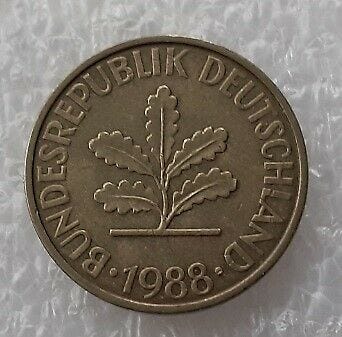 BUNDESREPUBLIK DEUTSCHLAND
· 1988 ·